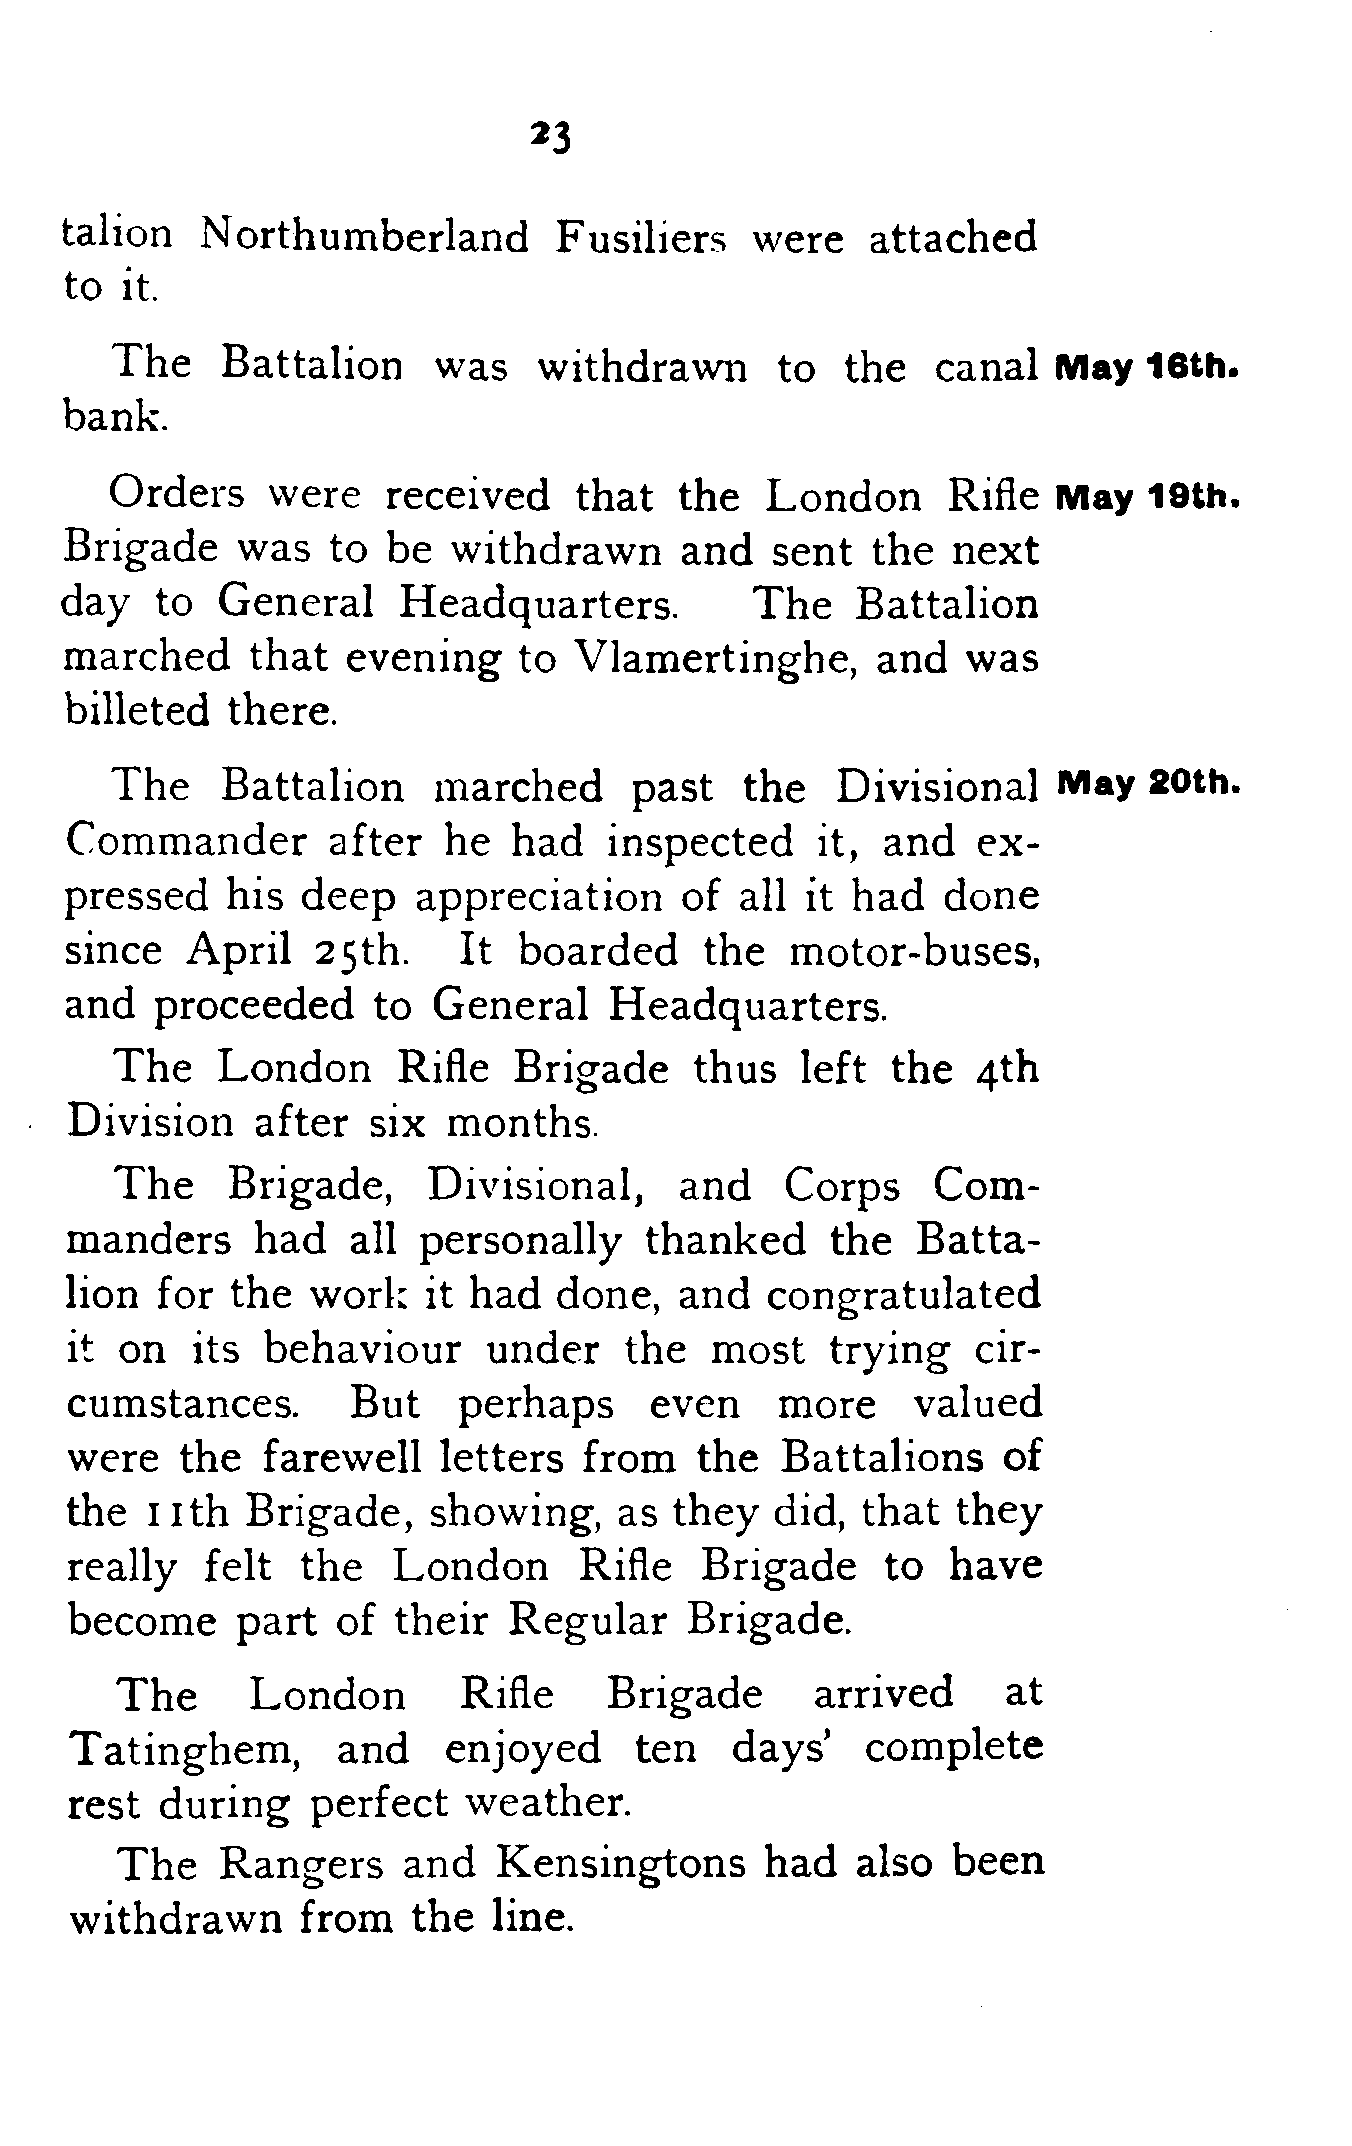 23
talion Northumberland Fusiliers were attached
to it.
The Battalion was withdrawn to the canal May 16th.
bank.
Orders were received that the London Rifle May 19th.
Brigade was to be withdrawn and sent the next
day to General Headquarters. The Battalion
marched that evening to Vlamertinghe, and was
billeted there.
The Battalion marched past the Divisional May 20th.
Commander after he had inspected it, and ex-
pressed his deep appreciation of all it had done
since April 25th. It boarded the motor-buses,
and proceeded to General Headquarters.
The London Rifle Brigade thus left the 4th
Division after six months.
The Brigade, Divisional, and Corps Com-
manders had all personally thanked the Batta-
lion for the work it had done, and congratulated
it on its behaviour under the most trying cir-
cumstances. But perhaps even more valued
were the farewell letters from the Battalions of
the 11th Brigade, showing, as they did, that they
really felt the London Rifle Brigade to have
become part of their Regular Brigade.
The London Rifle Brigade arrived at
Tatinghem, and enjoyed ten days' complete
rest during perfect weather.
The Rangers and Kensingtons had also been
withdrawn from the line.